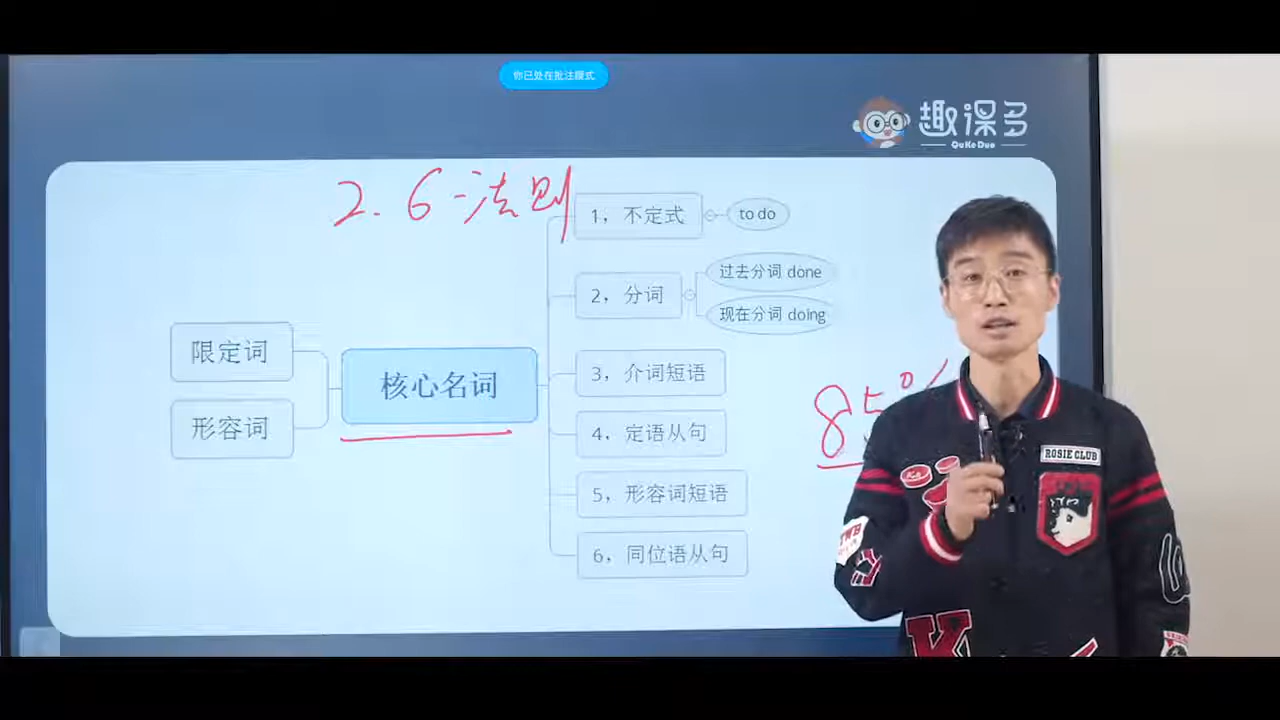 你已处在批注模式
趣课多
QuKeDuo
2.6法则
1，不定式
to do
2，分词
过去分词 done
现在分词 doing
限定词
形容词
核心名词
3，介词短语
4，定语从句
5，形容词短语
6，同位语从句
85%
ROSIE CLUB
K